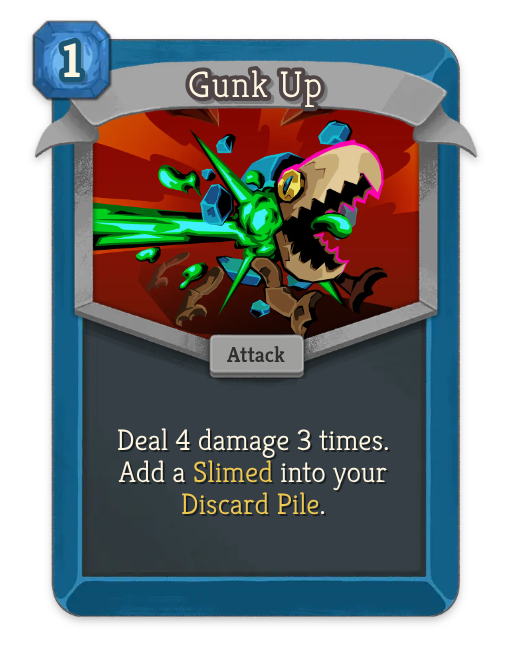 1
Gunk Up
Attack
Deal 4 damage 3 times.
Add a Slimed into your
Discard Pile.